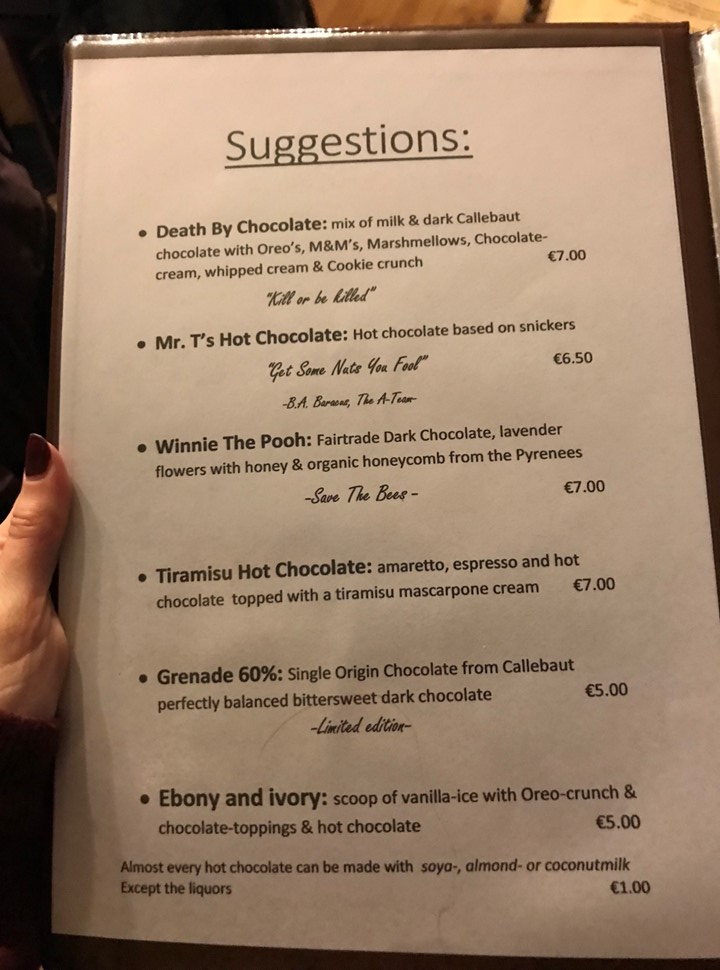 Suggestions:
• Death By Chocolate: mix of milk & dark Callebaut
chocolate with Oreo's, M&M's, Marshmellows, Chocolate-
cream, whipped cream & Cookie crunch €7.00
"Kill or be killed"
• Mr. T's Hot Chocolate: Hot chocolate based on snickers
"Get Some Nuts You Fool" €6.50
-B.A. Baracus, The A-Team-
• Winnie The Pooh: Fairtrade Dark Chocolate, lavender
flowers with honey & organic honeycomb from the Pyrenees
-Save The Bees - €7.00
• Tiramisu Hot Chocolate: amaretto, espresso and hot
chocolate topped with a tiramisu mascarpone cream €7.00
• Grenade 60%: Single Origin Chocolate from Callebaut
perfectly balanced bittersweet dark chocolate €5.00
-Limited edition-
• Ebony and ivory: scoop of vanilla-ice with Oreo-crunch &
chocolate-toppings & hot chocolate €5.00
Almost every hot chocolate can be made with soya-, almond- or coconutmilk
Except the liquors €1.00